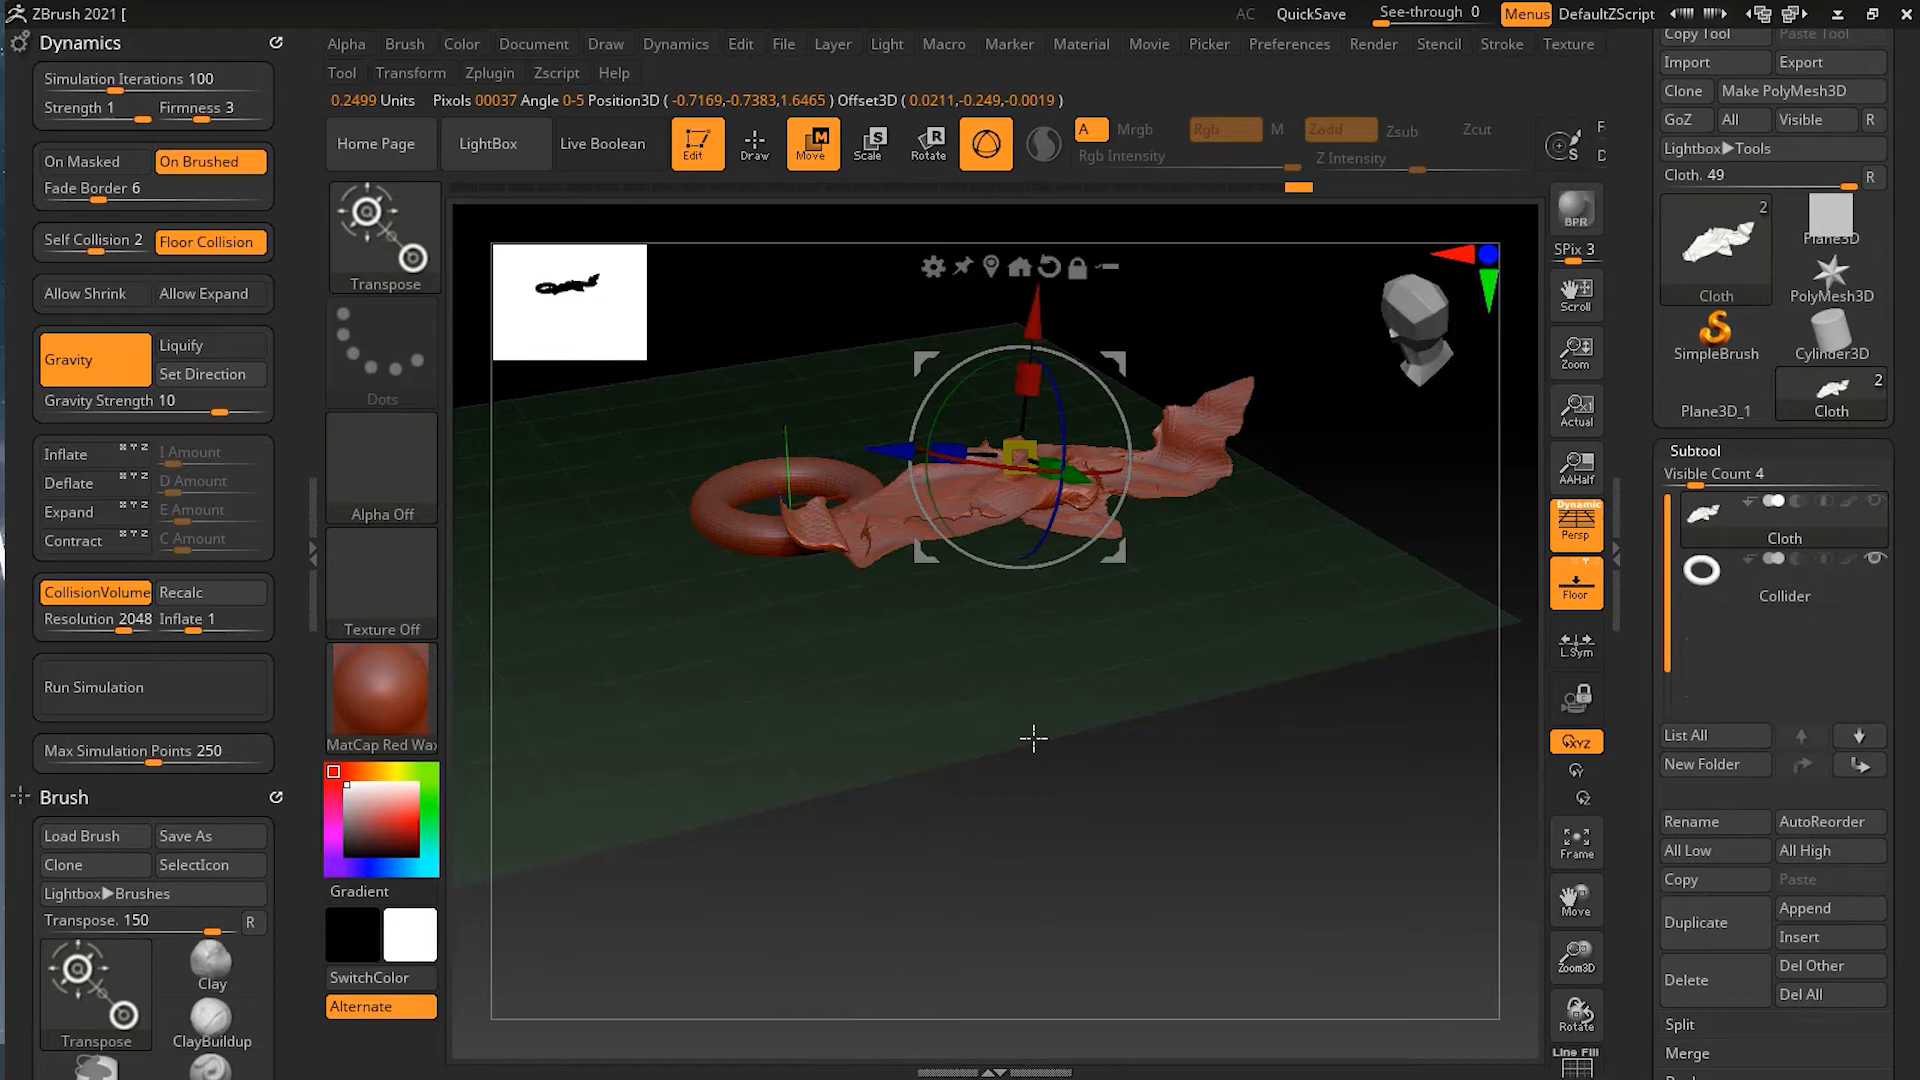 ZBrush 2021 [
AC QuickSave See-through 0 Menus DefaultZScript
Dynamics
Simulation Iterations 100
Strength 1 Firmness 3
On Masked On Brushed
Fade Border 6
Self Collision 2 Floor Collision
Allow Shrink Allow Expand
Gravity Liquify
Set Direction
Gravity Strength 10
Inflate X Y Z I Amount
Deflate X Y Z D Amount
Expand X Y Z E Amount
Contract X Y Z C Amount
CollisionVolume Recalc
Resolution 2048 Inflate 1
Run Simulation
Max Simulation Points 250
Brush
Load Brush Save As
Clone SelectIcon
Lightbox▶Brushes
Transpose. 150 R
Clay
Transpose ClayBuildup
Alpha Brush Color Document Draw Dynamics Edit File Layer Light Macro Marker Material Movie Picker Preferences Render Stencil Stroke Texture
Tool Transform Zplugin Zscript Help
0.2499 Units Pixols 00037 Angle 0-5 Position3D ( -0.7169,-0.7383,1.6465 ) Offset3D ( 0.0211,-0.249,-0.0019 )
Home Page LightBox Live Boolean Edit Draw Move Scale Rotate A Mrgb Rgb M Zadd Zsub Zcut
Rgb Intensity Z Intensity
S F D
Transpose
Dots
Alpha Off
Texture Off
MatCap Red Wax
Gradient
SwitchColor
Alternate
BPR
SPix 3
Scroll
Zoom
Actual
AAHalf
Dynamic
Persp
Floor
L.Sym
XYZ
Y
Z
Frame
Move
Zoom3D
Rotate
Line Fill
Copy Tool Paste Tool
Import Export
Clone Make PolyMesh3D
GoZ All Visible R
Lightbox▶Tools
Cloth. 49 R
2
Cloth Plane3D
PolyMesh3D
SimpleBrush Cylinder3D
2
Plane3D_1 Cloth
Subtool
Visible Count 4
Cloth
Collider
List All
New Folder
Rename AutoReorder
All Low All High
Copy Paste
Duplicate Append
Insert
Delete Del Other
Del All
Split
Merge